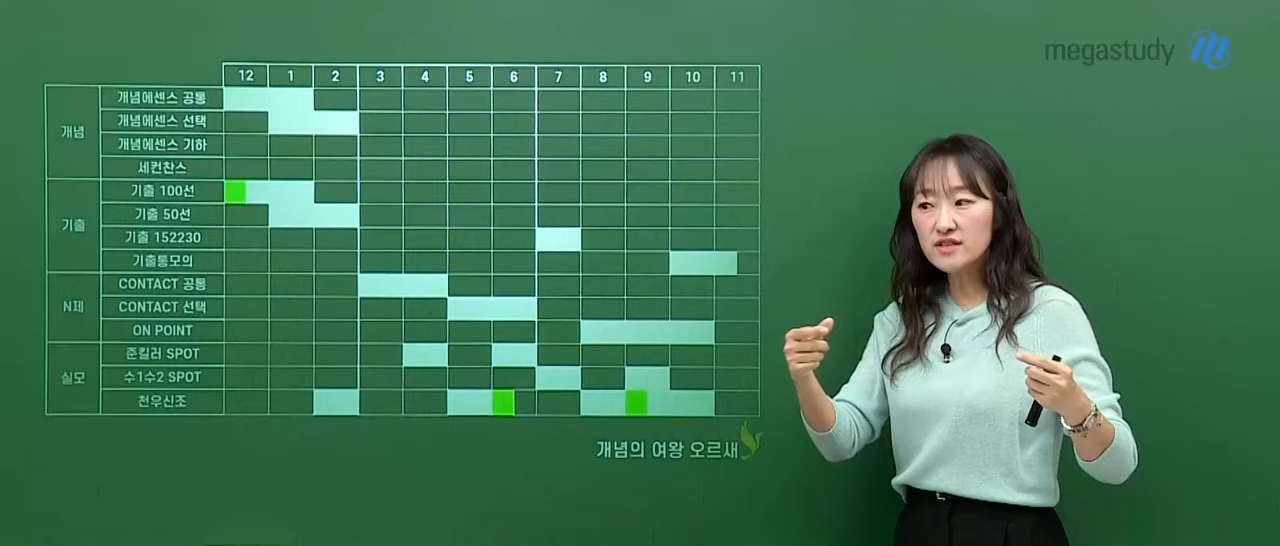 megastudy
12 1 2 3 4 5 6 7 8 9 10 11
개념
개념에센스 공통
개념에센스 선택
개념에센스 기하
세컨찬스
기출
기출 100선
기출 50선
기출 152230
기출통모의
N제
CONTACT 공통
CONTACT 선택
ON POINT
실모
준킬러 SPOT
수1수2 SPOT
천우신조
개념의 여왕 오르새